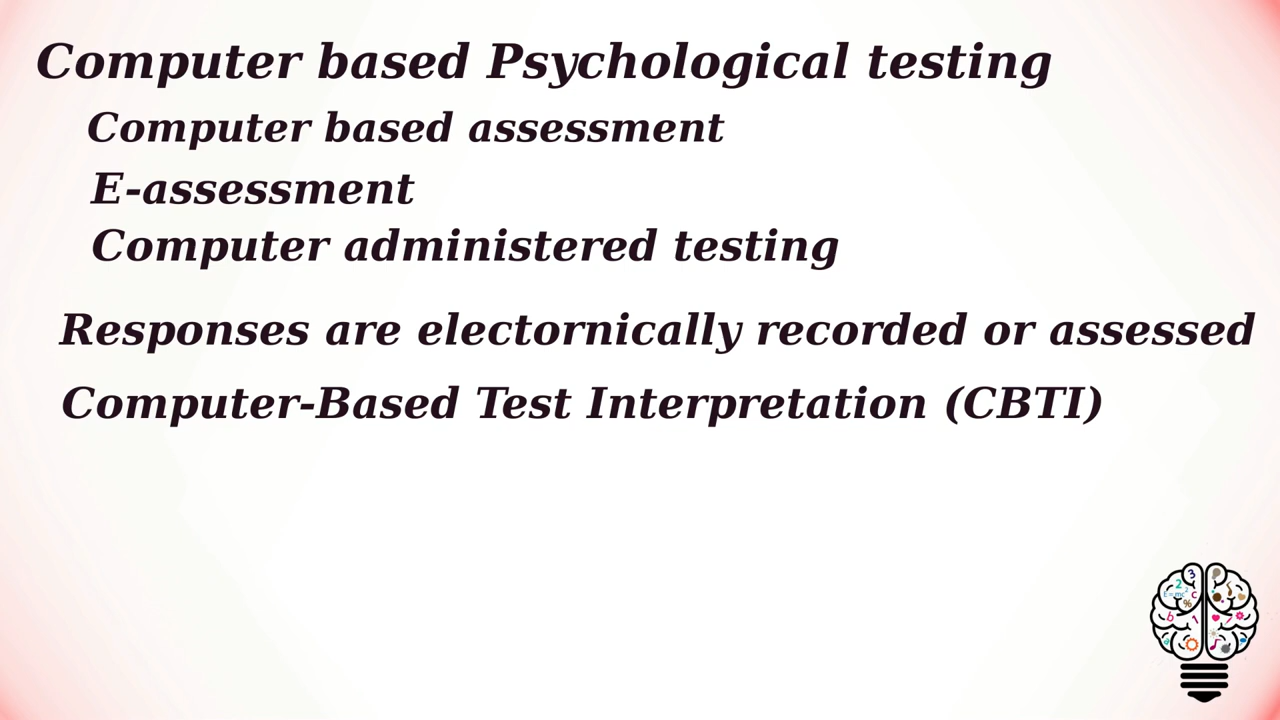 Computer based Psychological testing
Computer based assessment
E-assessment
Computer administered testing
Responses are electornically recorded or assessed
Computer-Based Test Interpretation (CBTI)